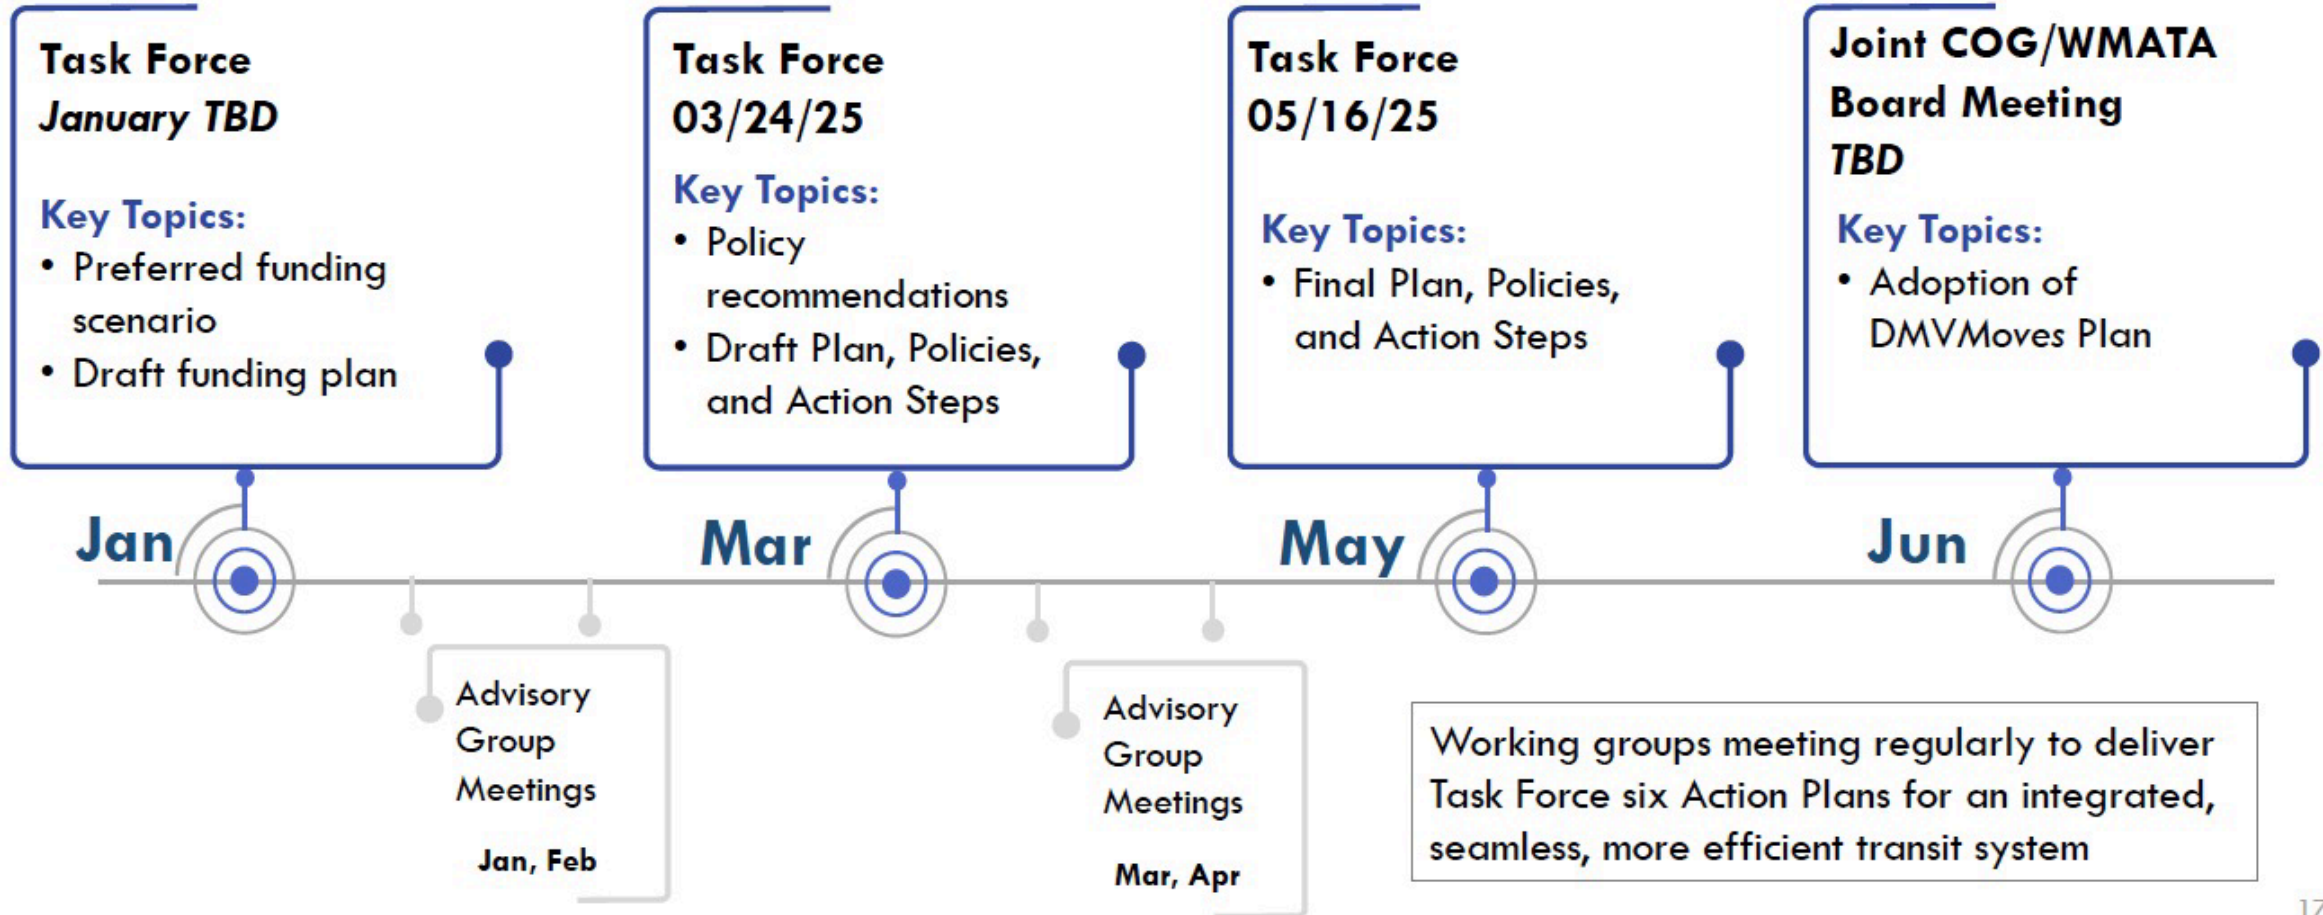 Task Force
January TBD
Key Topics:
• Preferred funding
scenario
• Draft funding plan
Task Force
03/24/25
Key Topics:
• Policy
recommendations
• Draft Plan, Policies,
and Action Steps
Task Force
05/16/25
Key Topics:
• Final Plan, Policies,
and Action Steps
Joint COG/WMATA
Board Meeting
TBD
Key Topics:
• Adoption of
DMVMoves Plan
Jan
Mar
May
Jun
Advisory
Group
Meetings
Jan, Feb
Advisory
Group
Meetings
Mar, Apr
Working groups meeting regularly to deliver
Task Force six Action Plans for an integrated,
seamless, more efficient transit system